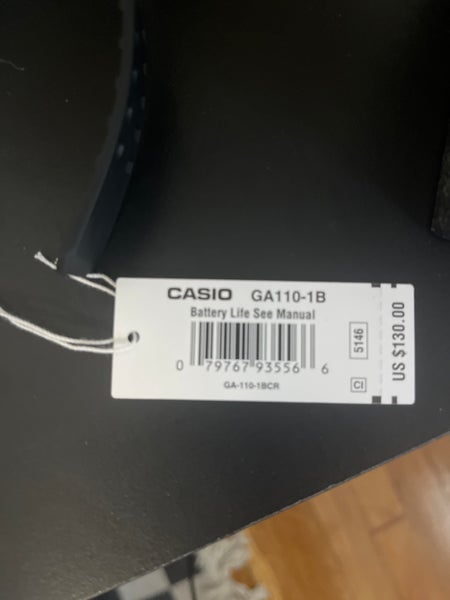 CASIO GA110-1B
Battery Life See Manual
0 79767 93556 6
GA-110-1BCR
5146
CI
US $130.00